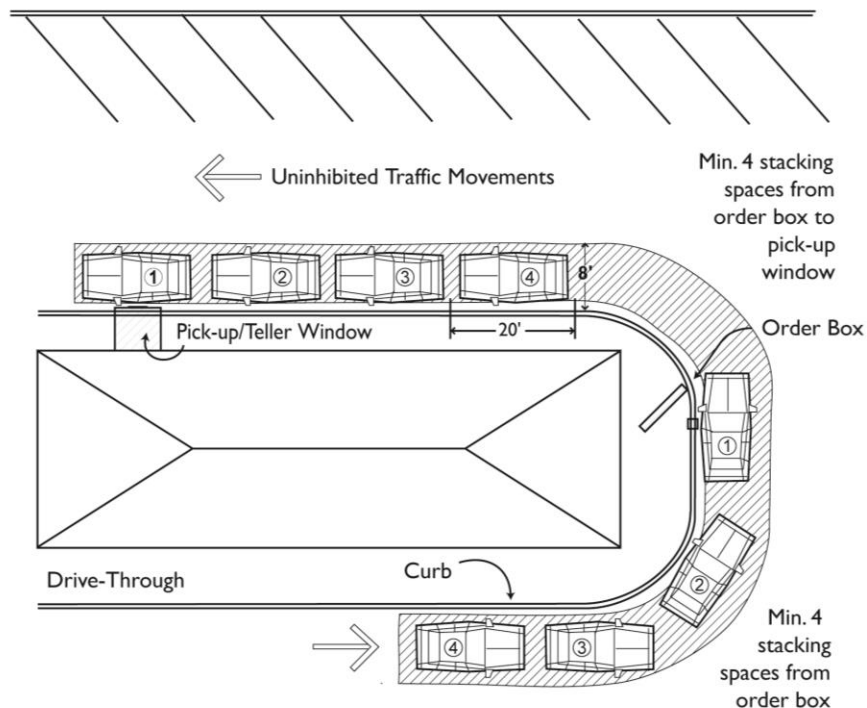 Uninhibited Traffic Movements
Min. 4 stacking
spaces from
order box to
pick-up
window
1
2
3
4
8'
20'
Pick-up/Teller Window
Order Box
1
2
Drive-Through
Curb
4
3
Min. 4
stacking
spaces from
order box